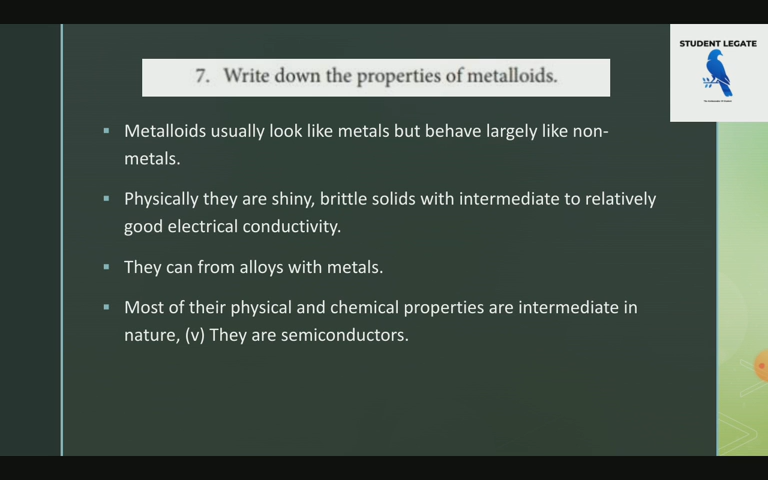 STUDENT LEGATE
7. Write down the properties of metalloids.
▪ Metalloids usually look like metals but behave largely like non-
metals.
▪ Physically they are shiny, brittle solids with intermediate to relatively
good electrical conductivity.
▪ They can from alloys with metals.
▪ Most of their physical and chemical properties are intermediate in
nature, (v) They are semiconductors.